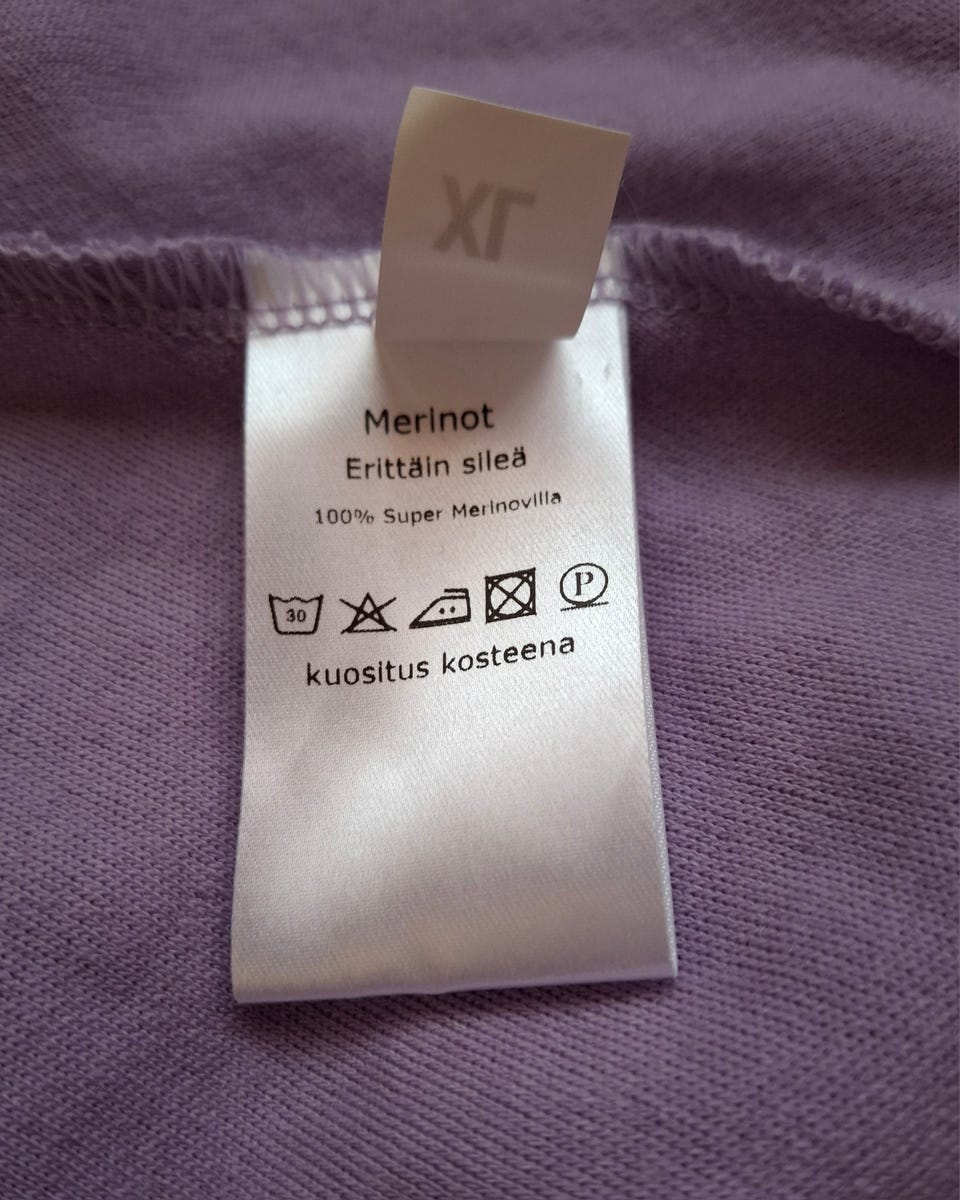 XL
Merinot
Erittäin sileä
100% Super Merinovilla
30 P
kuositus kosteena